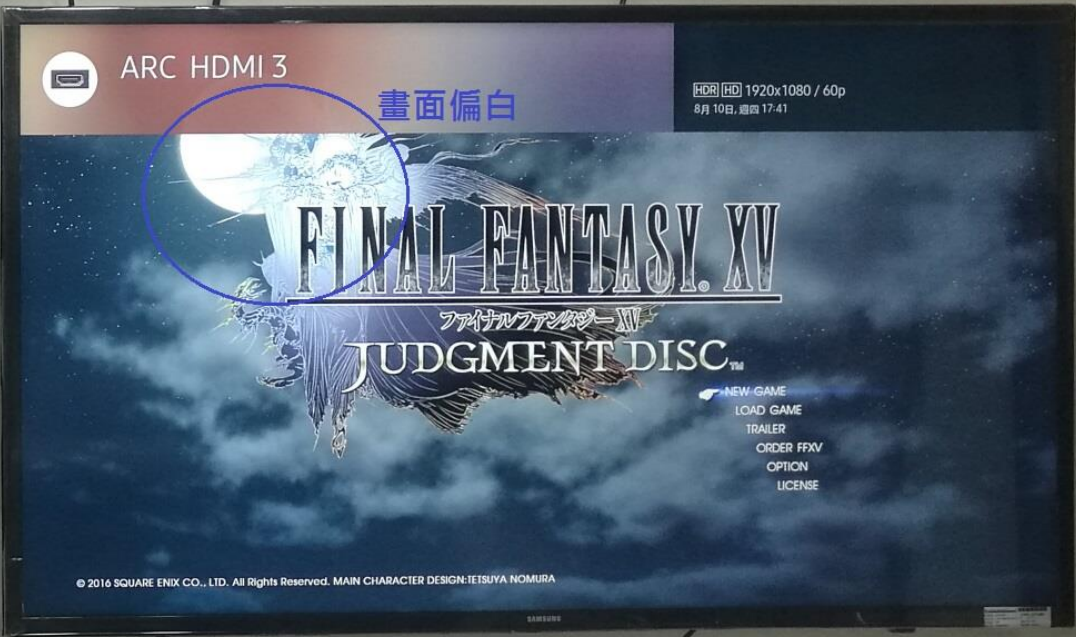 ARC HDMI 3
畫面偏白
HDR HD 1920x1080 / 60p
8月 10日, 週四 17:41
FINAL FANTASY. XV
ファイナルファンタジー XV
JUDGMENT DISC™
NEW GAME
LOAD GAME
TRAILER
ORDER FFXV
OPTION
LICENSE
© 2016 SQUARE ENIX CO., LTD. All Rights Reserved. MAIN CHARACTER DESIGN:TETSUYA NOMURA
SAMSUNG